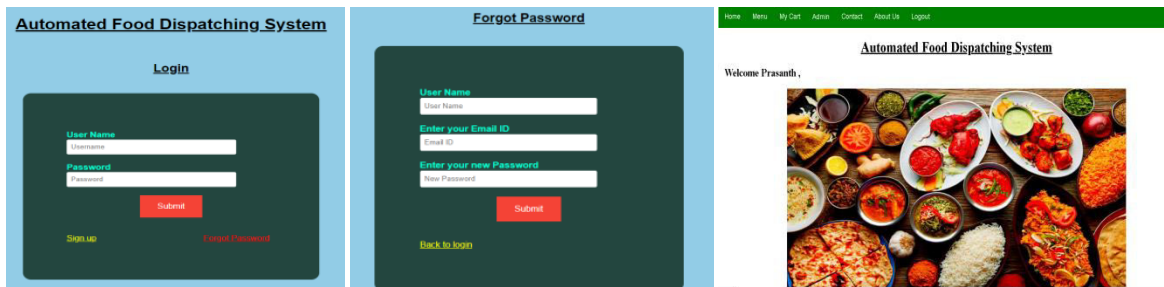 Automated Food Dispatching System
Login
User Name
Username
Password
Password
Submit
Sign up Forgot Password
Forgot Password
User Name
User Name
Enter your Email ID
Email ID
Enter your new Password
New Password
Submit
Back to login
Home Menu My Cart Admin Contact About Us Logout
Automated Food Dispatching System
Welcome Prasanth ,